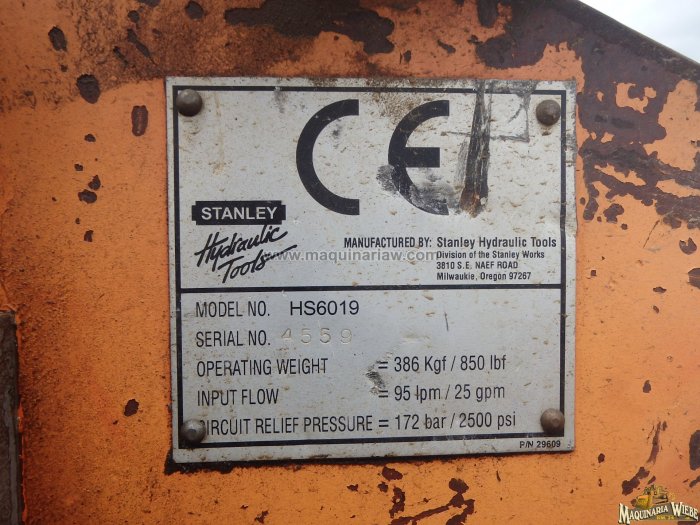 CE
STANLEY
Hydraulic
Tools
MANUFACTURED BY: Stanley Hydraulic Tools
Division of the Stanley Works
3810 S.E. NAEF ROAD
Milwaukie, Oregon 97267
www.maquinariaw.com
MODEL NO. HS6019
SERIAL NO. 4559
OPERATING WEIGHT = 386 Kgf / 850 lbf
INPUT FLOW = 95 lpm / 25 gpm
CIRCUIT RELIEF PRESSURE = 172 bar / 2500 psi
P/N 29609
MAQUINARIA WIEBE